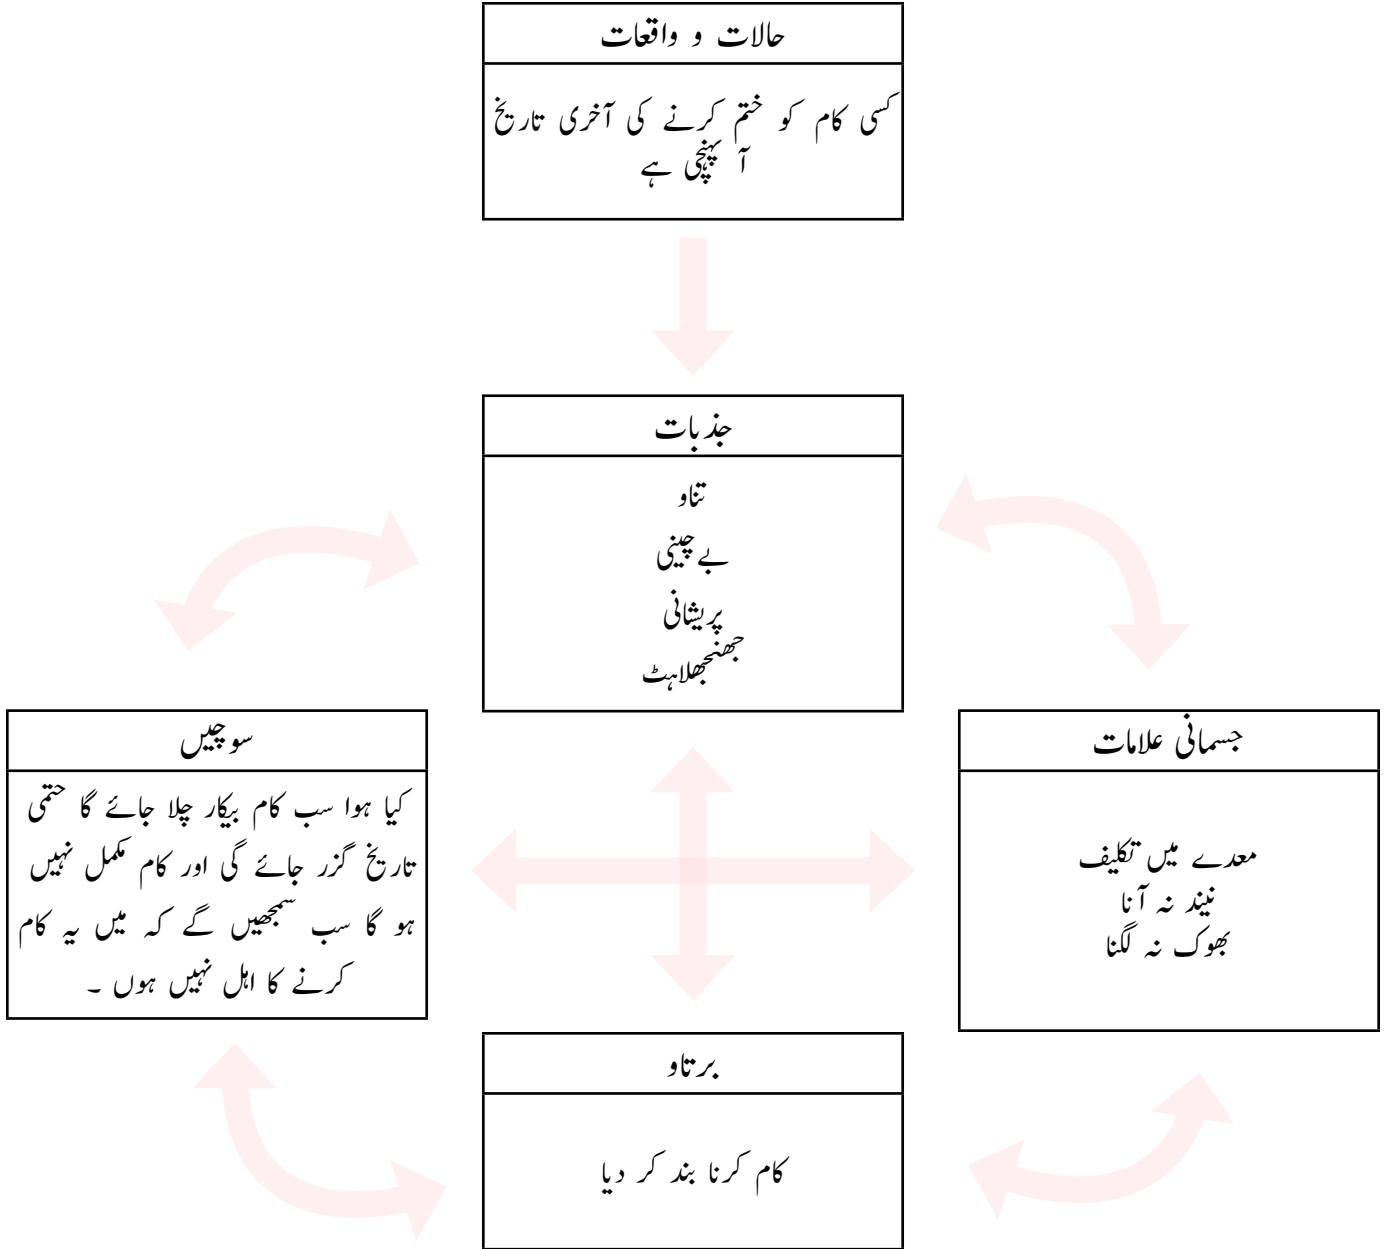 حالات و واقعات
کسی کام کو ختم کرنے کی آخری تاریخ
آ پہنچی ہے
جذبات
تناو
بےچینی
پریشانی
جھنجھلاہٹ
سوچیں
کیا ہوا سب کام بیکار چلا جائے گا حتمی
تاریخ گزر جائے گی اور کام مکمل نہیں
ہو گا سب سمجھیں گے کہ میں یہ کام
کرنے کا اہل نہیں ہوں ۔
جسمانی علامات
معدے میں تکلیف
نیند نہ آنا
بھوک نہ لگنا
برتاو
کام کرنا بند کر دیا